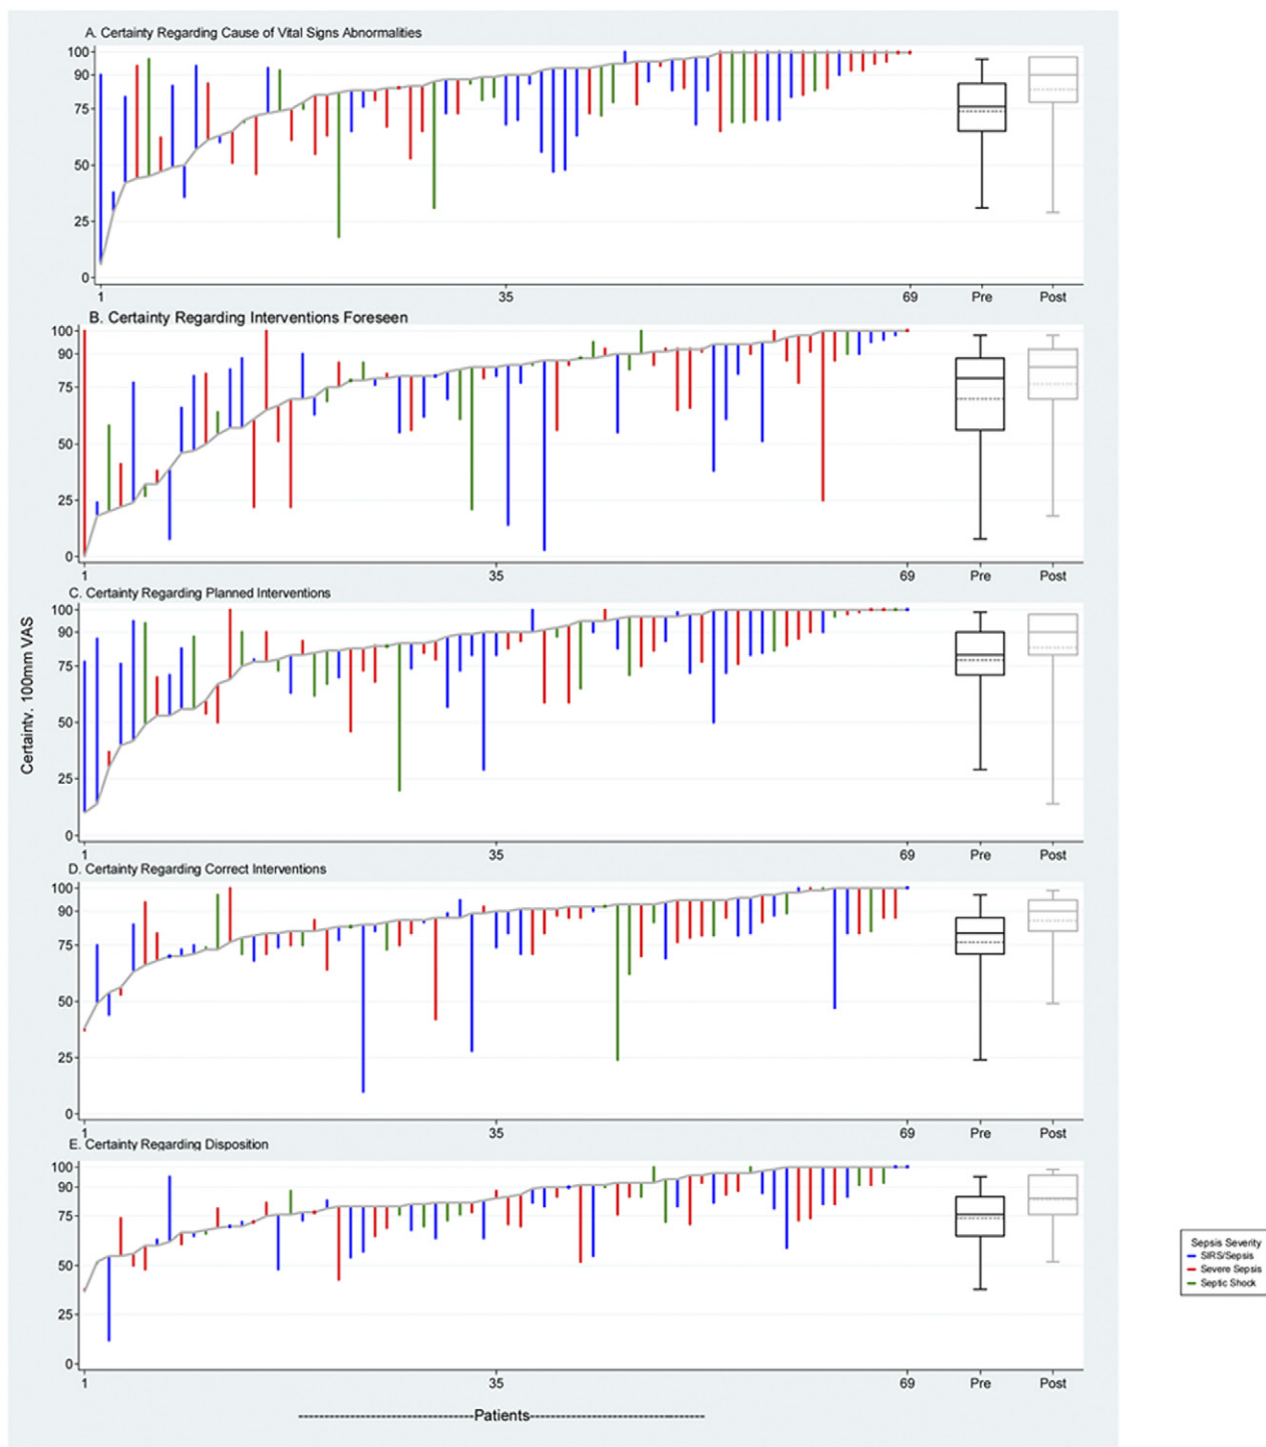 A. Certainty Regarding Cause of Vital Signs Abnormalities
100
90
75
50
25
0
1 35 69 Pre Post
B. Certainty Regarding Interventions Foreseen
100
90
75
50
25
0
1 35 69 Pre Post
C. Certainty Regarding Planned Interventions
100
90
75
50
25
0
1 35 69 Pre Post
D. Certainty Regarding Correct Interventions
100
90
75
50
25
0
1 35 69 Pre Post
E. Certainty Regarding Disposition
100
90
75
50
25
0
1 35 69 Pre Post
Certainty. 100mm VAS
Patients
Sepsis Severity
SIRS/Sepsis
Severe Sepsis
Septic Shock